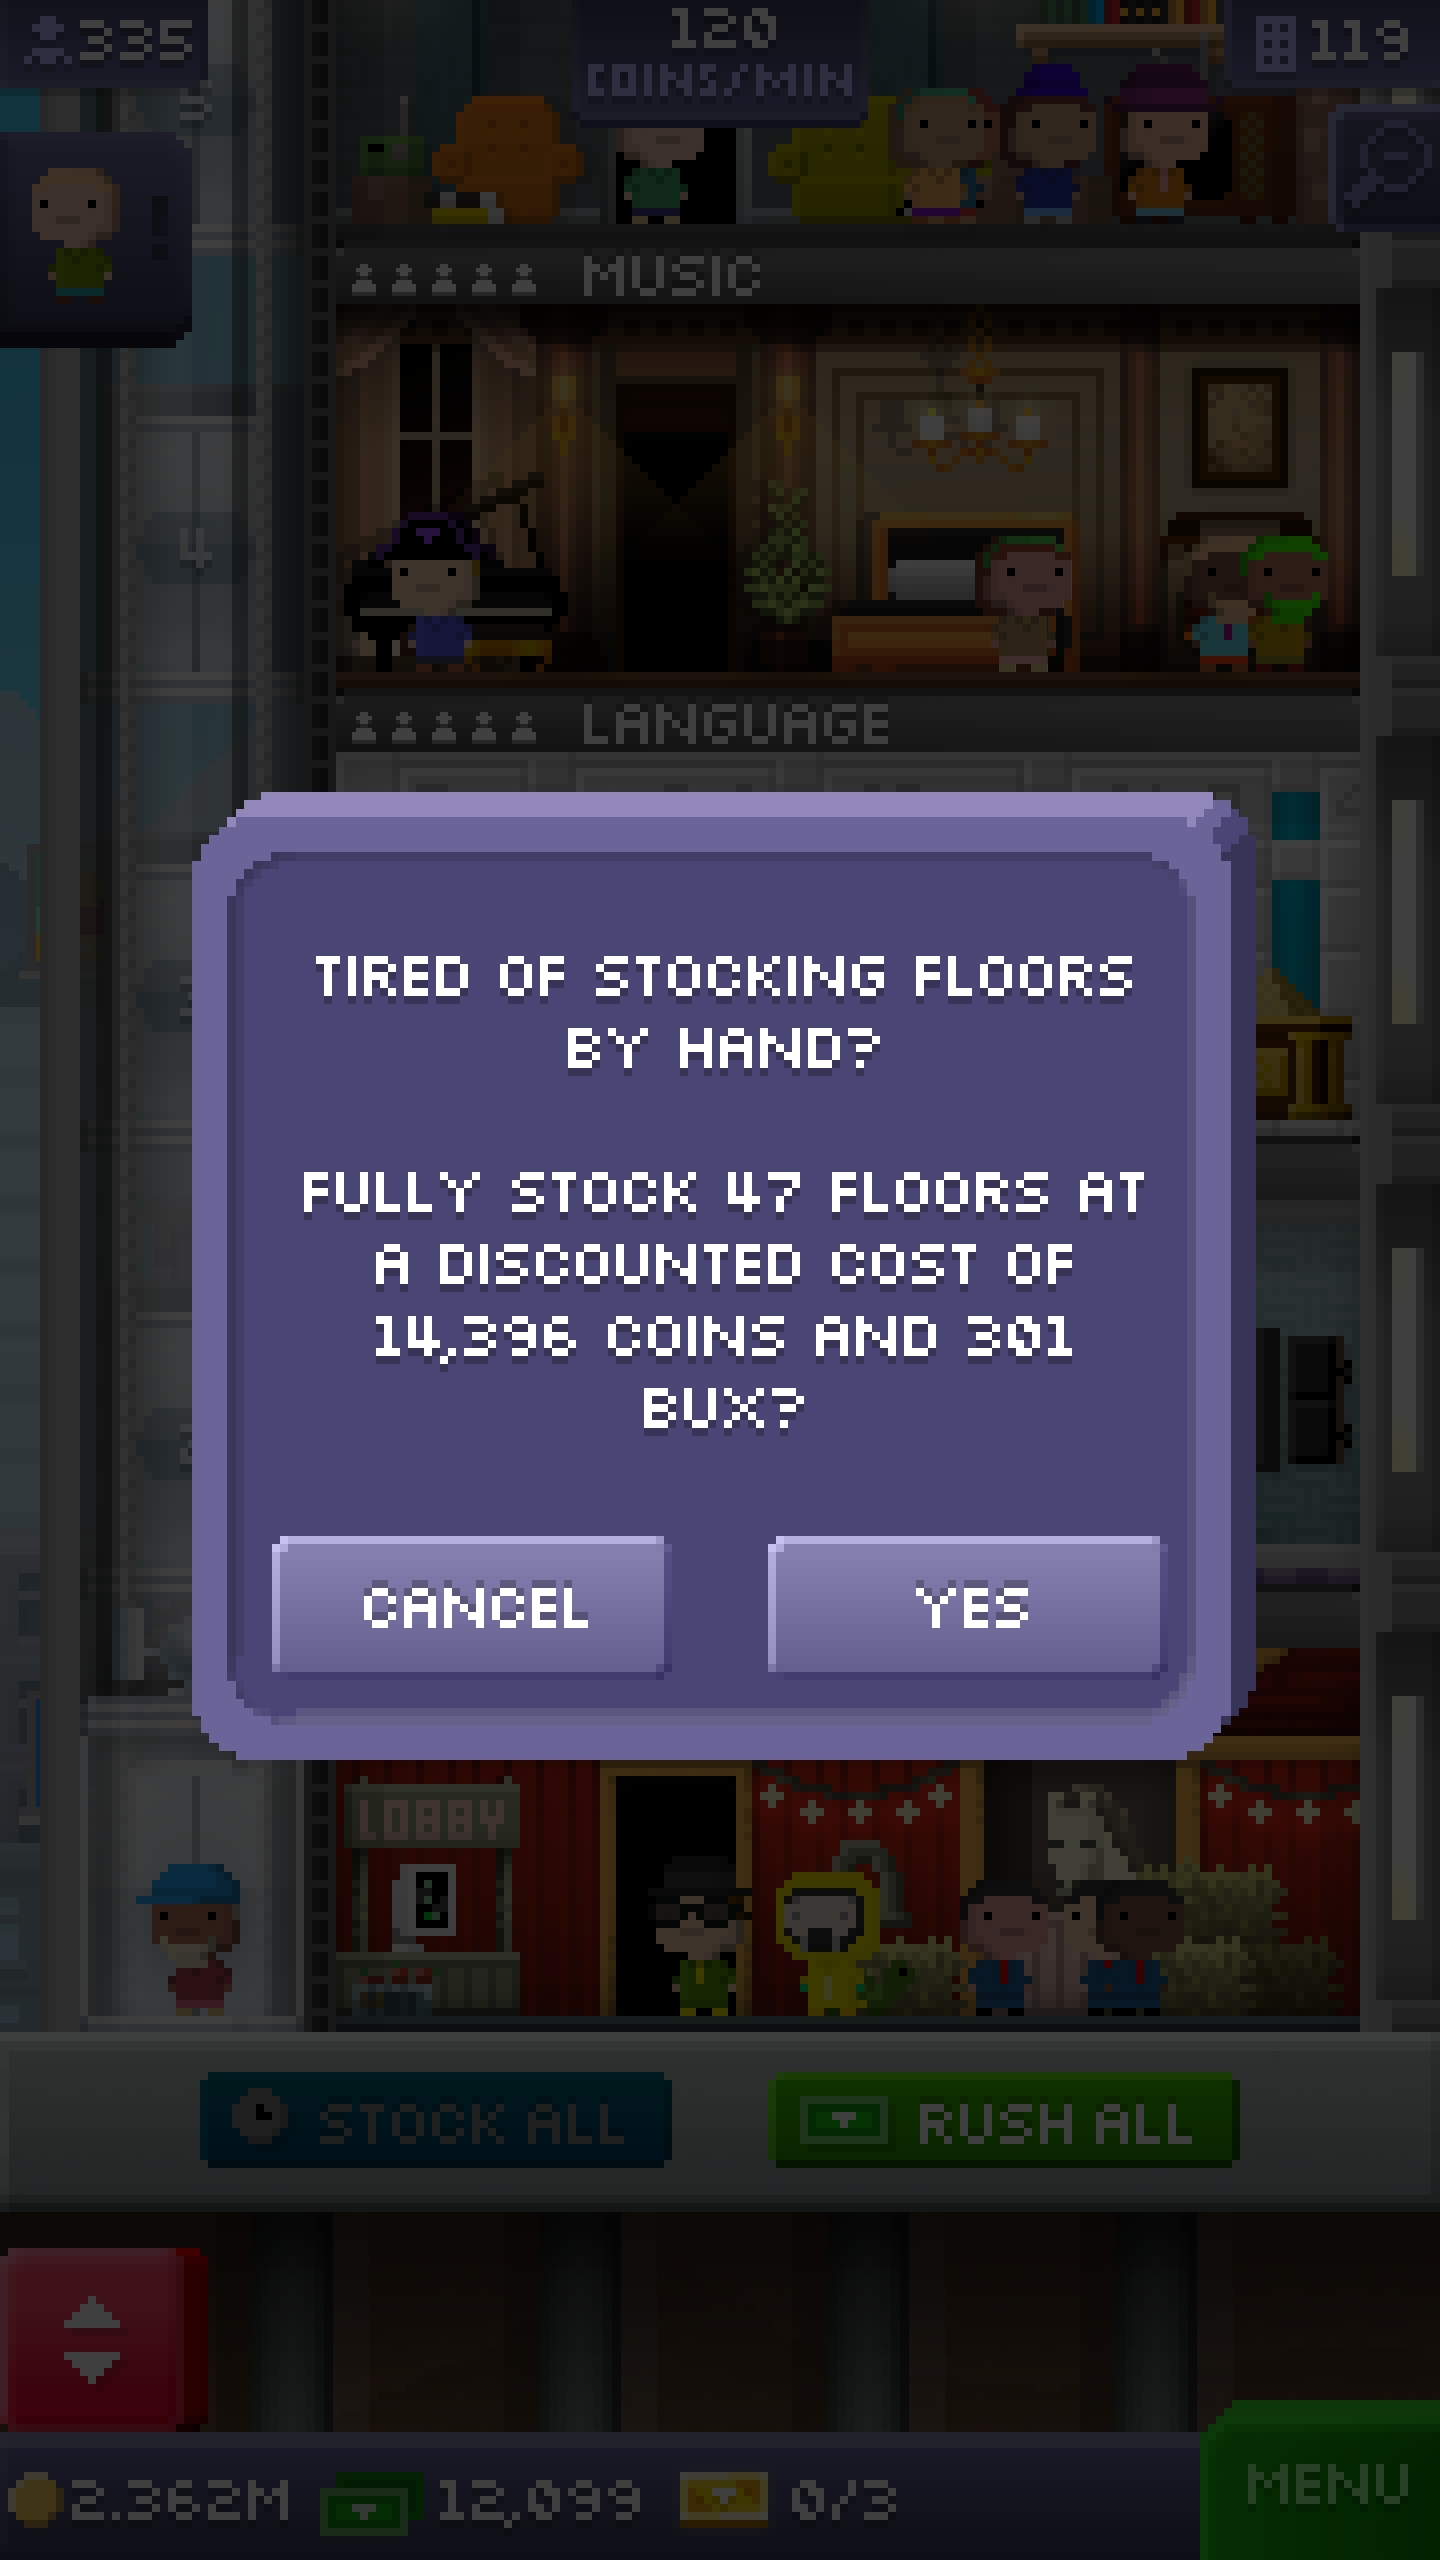 335
120
COINS/MIN
119
5
MUSIC
4
LANGUAGE
TIRED OF STOCKING FLOORS
BY HAND?
FULLY STOCK 47 FLOORS AT
A DISCOUNTED COST OF
14,396 COINS AND 301
BUX?
CANCEL
YES
LOBBY
STOCK ALL
RUSH ALL
2.362M
12,099
0/3
MENU